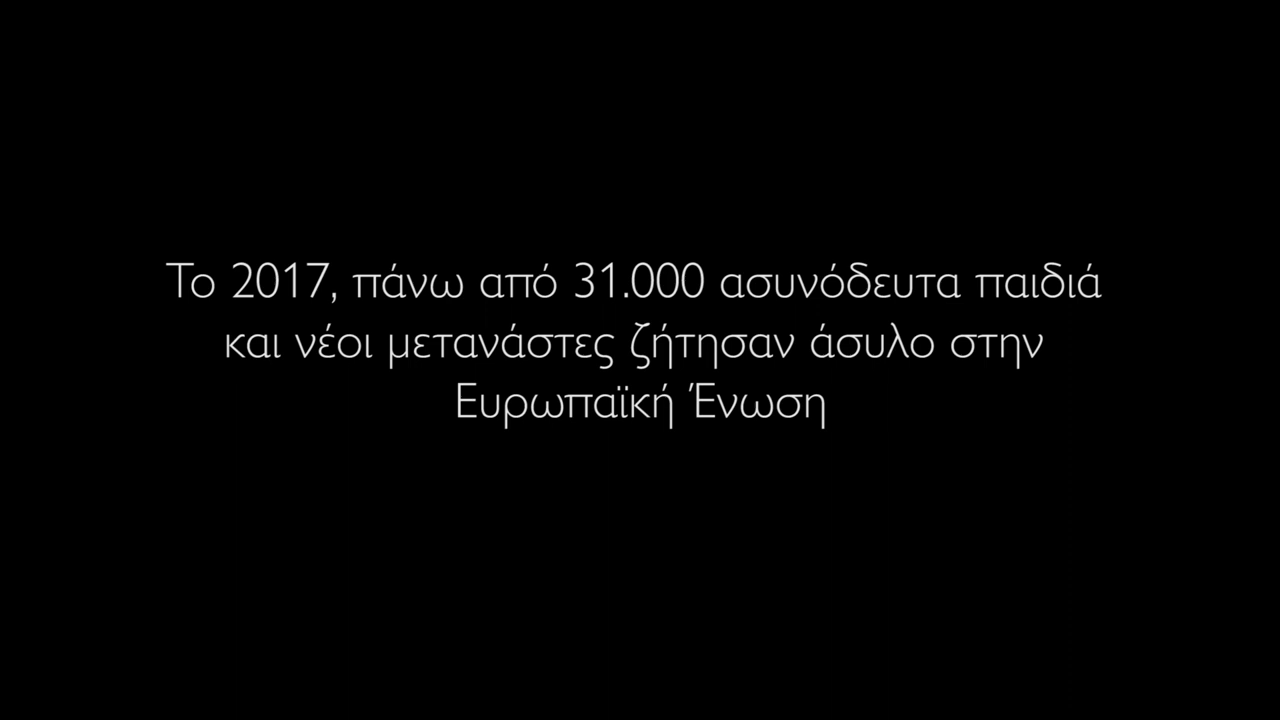 Το 2017, πάνω από 31.000 ασυνόδευτα παιδιά
και νέοι μετανάστες ζήτησαν άσυλο στην
Ευρωπαϊκή Ένωση